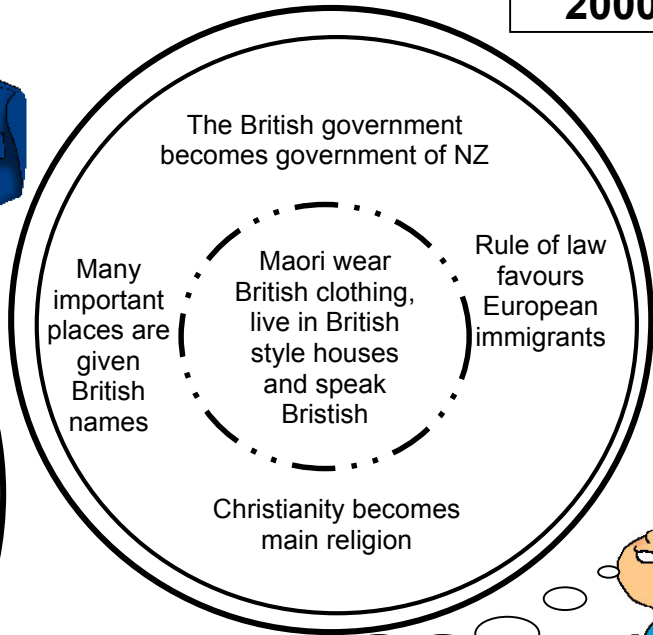 2000
The British government
becomes government of NZ
Many
important
places are
given
British
names
Maori wear
British clothing,
live in British
style houses
and speak
Bristish
Rule of law
favours
European
immigrants
Christianity becomes
main religion